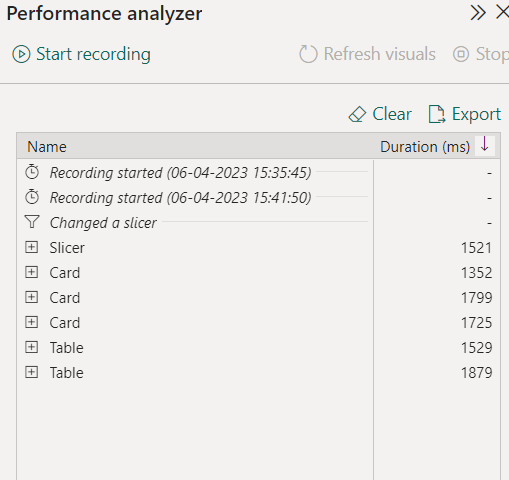 Performance analyzer
Start recording Refresh visuals Stop
Clear Export
Name Duration (ms)
Recording started (06-04-2023 15:35:45) -
Recording started (06-04-2023 15:41:50) -
Changed a slicer -
Slicer 1521
Card 1352
Card 1799
Card 1725
Table 1529
Table 1879